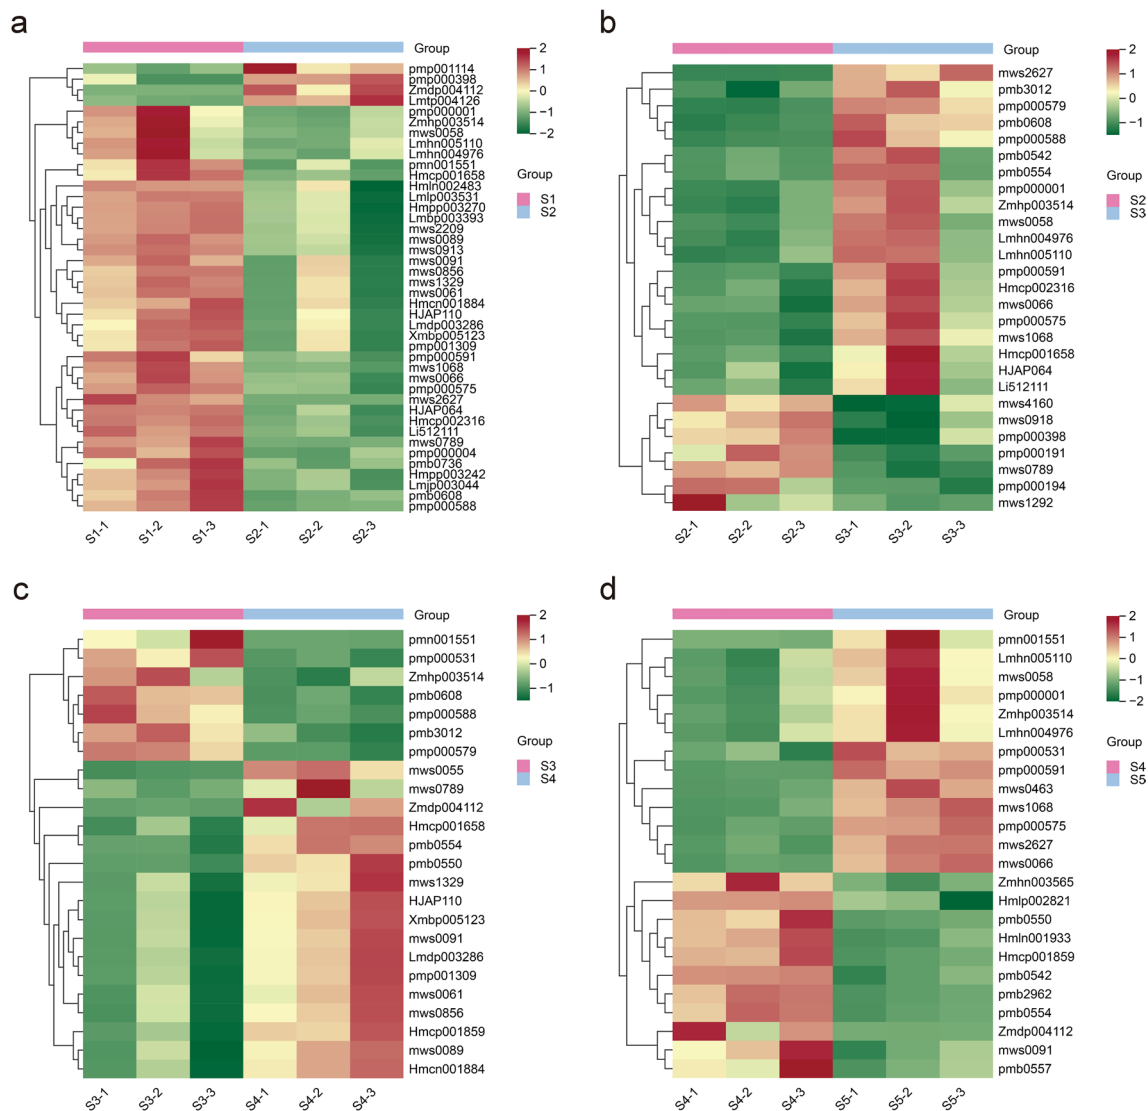 a
Group
pmp001114
pmp000398
Zmdp004112
Lmtp004126
pmp000001
Zmhp003514
mws0058
Lmhn005110
Lmhn004976
pmn001551
Hmcp001658
Hmln002483
Lmlp003531
Hmpp003270
Lmbp003393
mws2209
mws0089
mws0913
mws0091
mws0856
mws1329
mws0061
Hmcn001884
HJAP110
Lmdp003286
Xmbp005123
pmp001309
pmp000591
mws1068
mws0066
pmp000575
mws2627
HJAP064
Hmcp002316
Li512111
mws0789
pmp000004
pmb0736
Hmpp003242
Lmjp003044
pmb0608
pmp000588
S1-1 S1-2 S1-3 S2-1 S2-2 S2-3
2
1
0
−1
−2
Group
S1
S2
b
Group
mws2627
pmb3012
pmp000579
pmb0608
pmp000588
pmb0542
pmb0554
pmp000001
Zmhp003514
mws0058
Lmhn004976
Lmhn005110
pmp000591
Hmcp002316
mws0066
pmp000575
mws1068
Hmcp001658
HJAP064
Li512111
mws4160
mws0918
pmp000398
pmp000191
mws0789
pmp000194
mws1292
S2-1 S2-2 S2-3 S3-1 S3-2 S3-3
2
1
0
−1
Group
S2
S3
c
Group
pmn001551
pmp000531
Zmhp003514
pmb0608
pmp000588
pmb3012
pmp000579
mws0055
mws0789
Zmdp004112
Hmcp001658
pmb0554
pmb0550
mws1329
HJAP110
Xmbp005123
mws0091
Lmdp003286
pmp001309
mws0061
mws0856
Hmcp001859
mws0089
Hmcn001884
S3-1 S3-2 S3-3 S4-1 S4-2 S4-3
2
1
0
−1
Group
S3
S4
d
Group
pmn001551
Lmhn005110
mws0058
pmp000001
Zmhp003514
Lmhn004976
pmp000531
pmp000591
mws0463
mws1068
pmp000575
mws2627
mws0066
Zmhn003565
Hmlp002821
pmb0550
Hmln001933
Hmcp001859
pmb0542
pmb2962
pmb0554
Zmdp004112
mws0091
pmb0557
S4-1 S4-2 S4-3 S5-1 S5-2 S5-3
2
1
0
−1
−2
Group
S4
S5